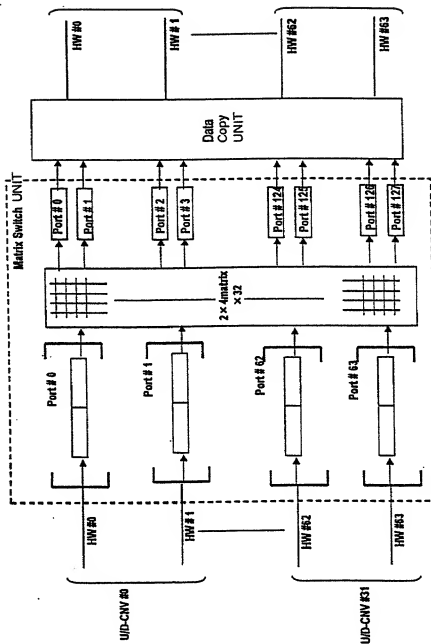 HW #0
HW # 1
HW #62
HW #63
Data
Copy
UNIT
Matrix Switch UNIT
Port # 0
Port # 1
Port # 2
Port # 3
Port # 124
Port # 125
Port # 126
Port # 127
2 × 4matrix
× 32
Port # 0
Port # 1
Port # 62
Port # 63
HW #0
HW # 1
HW #62
HW #63
U/D-CNV #0
U/D-CNV #31